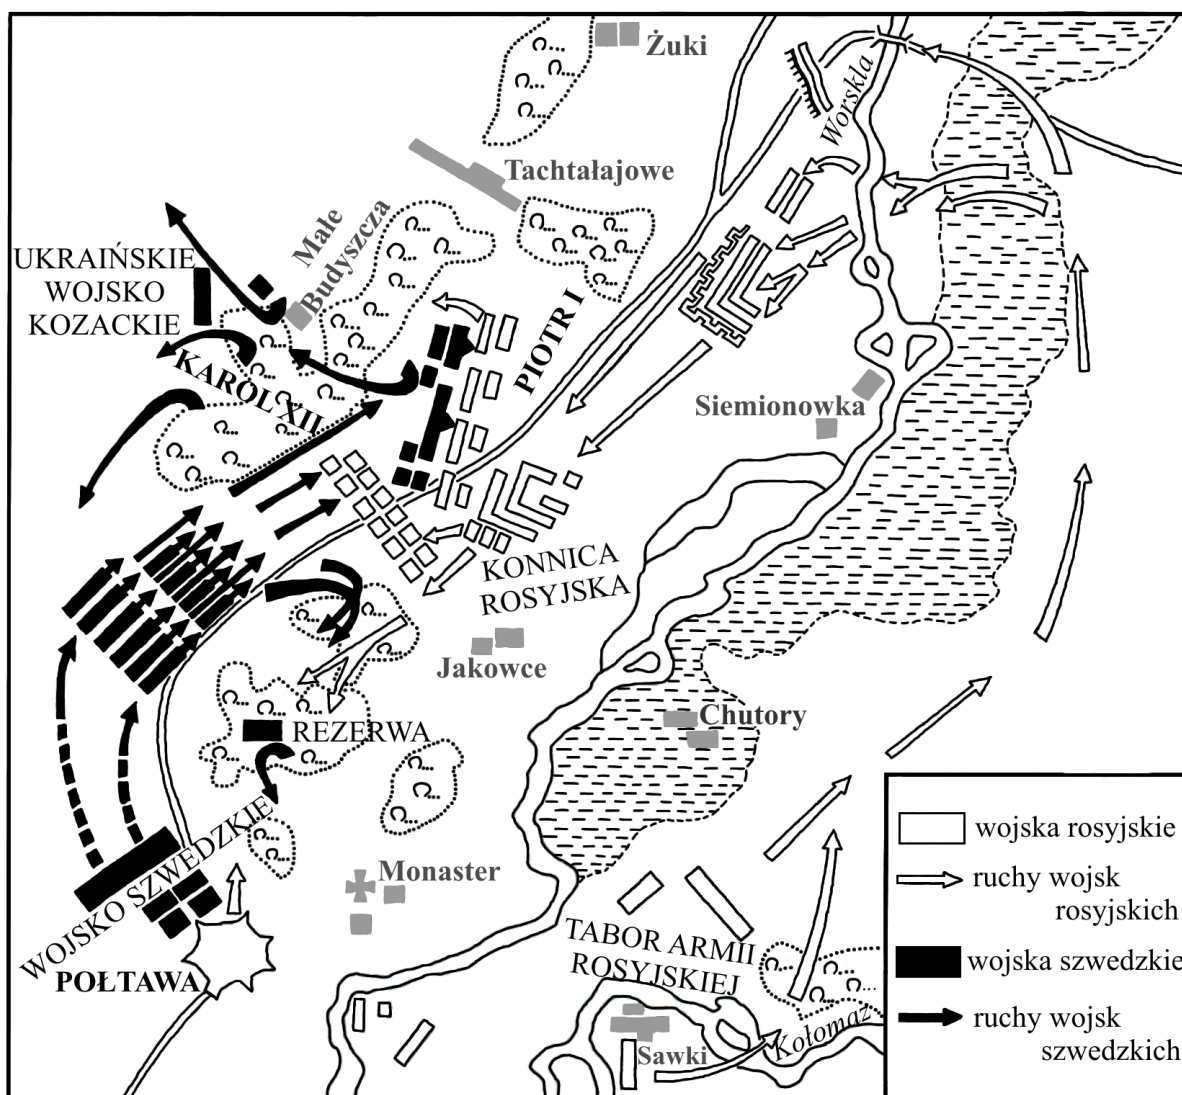 Żuki
Worskla
Tachtałajowe
Małe
Budyszcza
UKRAIŃSKIE
WOJSKO
KOZACKIE
PIOTR I
KAROL XII
Siemionowka
KONNICA
ROSYJSKA
Jakowce
Chutory
REZERWA
WOJSKO SZWEDZKIE
Monaster
POŁTAWA
TABOR ARMII
ROSYJSKIEJ
Kołomaz
Sawki
wojska rosyjskie
ruchy wojsk
rosyjskich
wojska szwedzkie
ruchy wojsk
szwedzkich